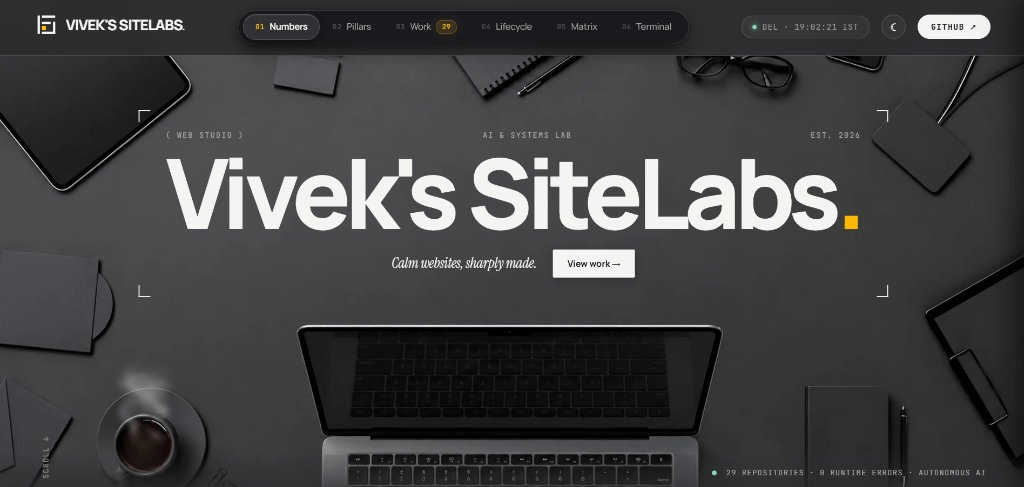 VIVEK'S SITELABS.
01 Numbers
02 Pillars
03 Work 29
04 Lifecycle
05 Matrix
06 Terminal
DEL · 19:02:21 IST
GITHUB ↗
( WEB STUDIO )
AI & SYSTEMS LAB
EST. 2026
Vivek's SiteLabs.
Calm websites, sharply made.
View work →
SCROLL ↓
29 REPOSITORIES · 0 RUNTIME ERRORS · AUTONOMOUS AI